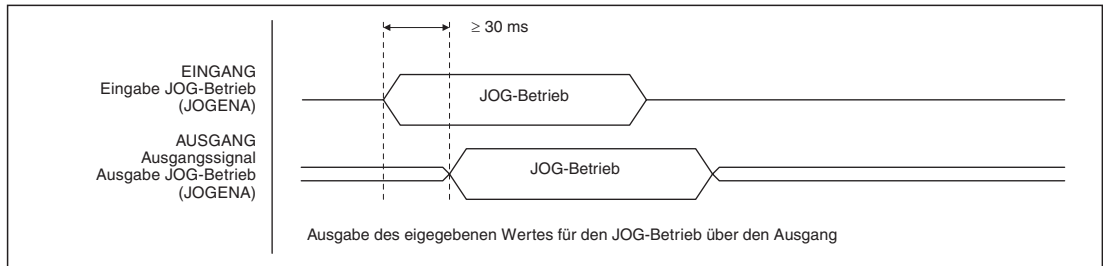 ≥ 30 ms
EINGANG
Eingabe JOG-Betrieb
(JOGENA)
JOG-Betrieb
AUSGANG
Ausgangssignal
Ausgabe JOG-Betrieb
(JOGENA)
JOG-Betrieb
Ausgabe des eigegebenen Wertes für den JOG-Betrieb über den Ausgang